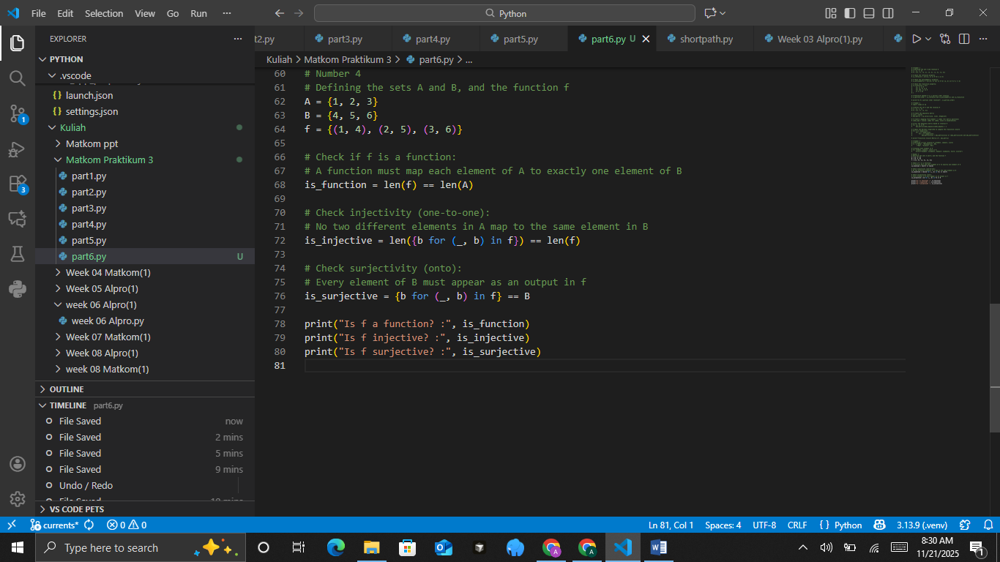 File Edit Selection View Go Run ···
Python
EXPLORER ···
PYTHON
.vscode
launch.json
settings.json
Kuliah
Matkom ppt
Matkom Praktikum 3
part1.py
part2.py
part3.py
part4.py
part5.py
part6.py U
Week 04 Matkom(1)
Week 05 Alpro(1)
week 06 Alpro(1)
week 06 Alpro.py
Week 07 Matkom(1)
Week 08 Alpro(1)
week 08 Matkom(1)
OUTLINE
TIMELINE part6.py
File Saved now
File Saved 2 mins
File Saved 5 mins
File Saved 9 mins
Undo / Redo
VS CODE PETS
1
3
t2.py part3.py part4.py part5.py part6.py U shortpath.py Week 03 Alpro(1).py ···
Kuliah > Matkom Praktikum 3 > part6.py > ...
60 # Number 4
61 # Defining the sets A and B, and the function f
62 A = {1, 2, 3}
63 B = {4, 5, 6}
64 f = {(1, 4), (2, 5), (3, 6)}
65
66 # Check if f is a function:
67 # A function must map each element of A to exactly one element of B
68 is_function = len(f) == len(A)
69
70 # Check injectivity (one-to-one):
71 # No two different elements in A map to the same element in B
72 is_injective = len({b for (_, b) in f}) == len(f)
73
74 # Check surjectivity (onto):
75 # Every element of B must appear as an output in f
76 is_surjective = {b for (_, b) in f} == B
77
78 print("Is f a function? :", is_function)
79 print("Is f injective? :", is_injective)
80 print("Is f surjective? :", is_surjective)
81
currents* 0 0 Ln 81, Col 1 Spaces: 4 UTF-8 CRLF { } Python 3.13.9 (.venv)
Type here to search
8:30 AM
11/21/2025
1